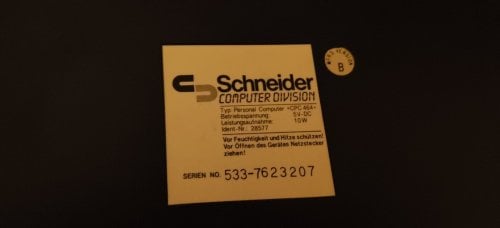 Schneider
COMPUTER DIVISION
Typ: Personal Computer »CPC 464«
Betriebsspannung 5V-DC
Leistungsaufnahme: 10W
Ident-Nr.: 28577
Vor Feuchtigkeit und Hitze schützen!
Vor Öffnen des Gerätes Netzstecker
ziehen!
SERIEN NO. 533-7623207
VERSION
B